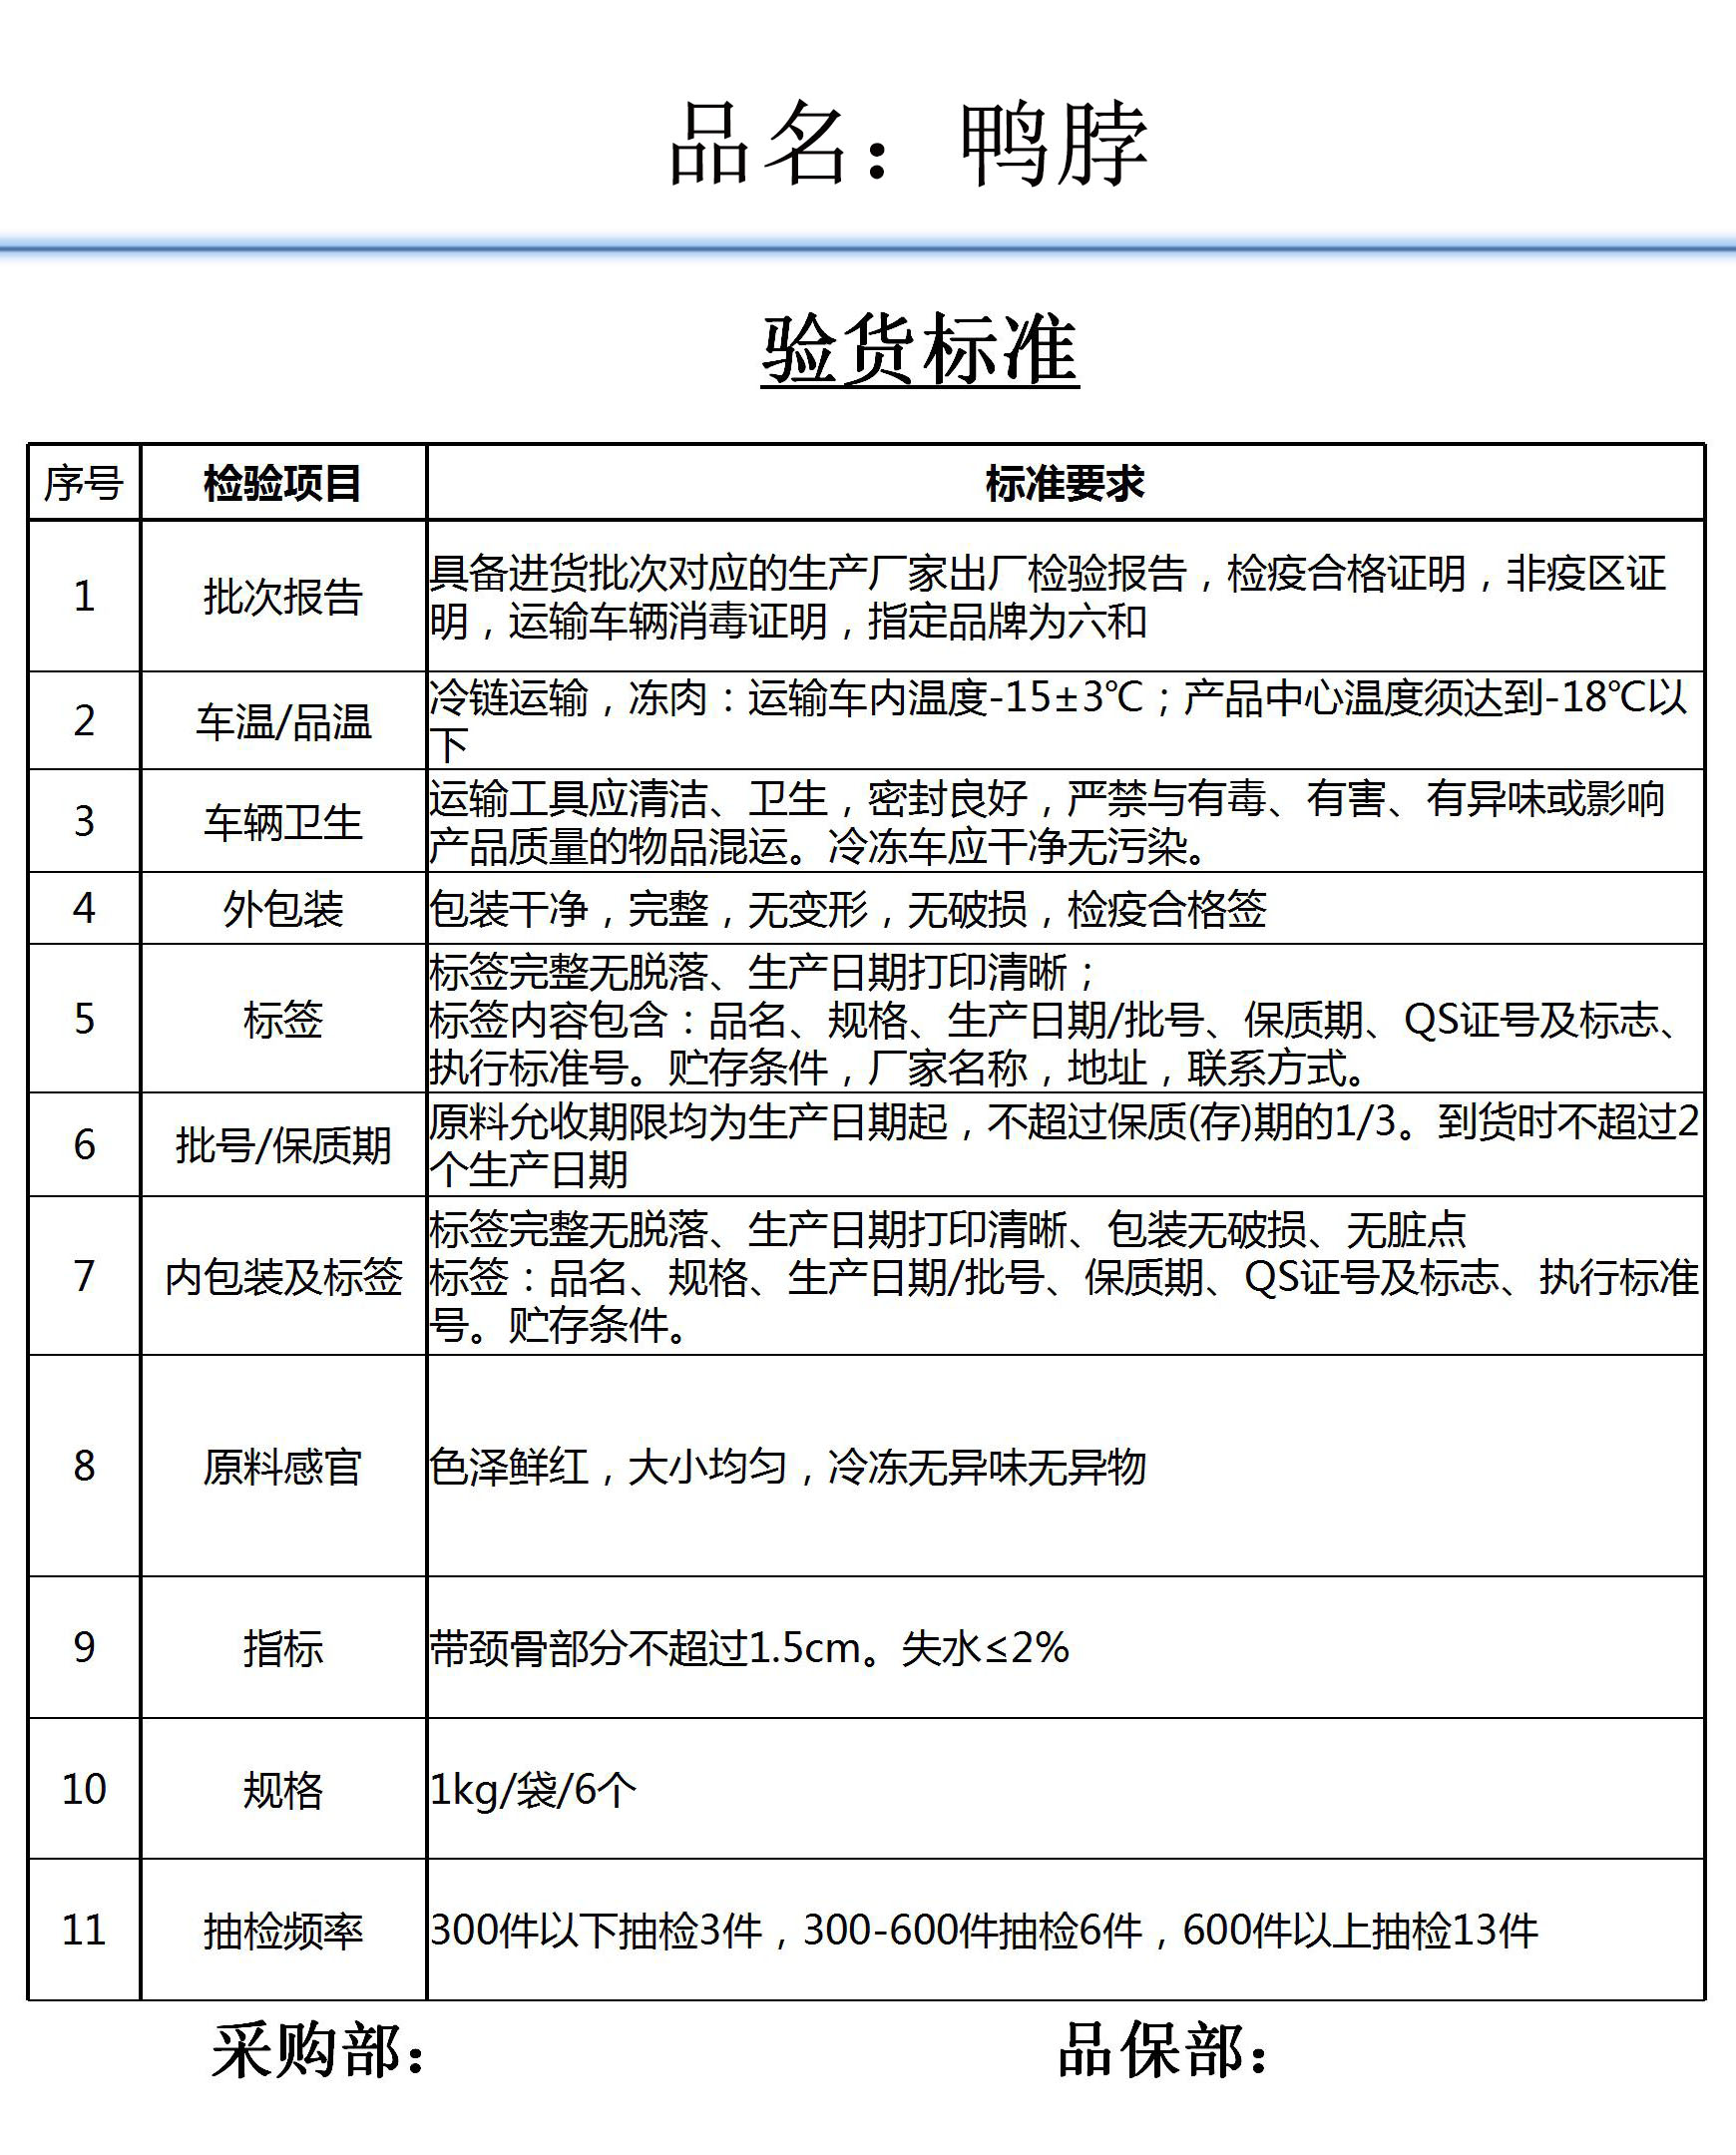 品名：鸭脖
验货标准
序号 检验项目 标准要求
1 批次报告 具备进货批次对应的生产厂家出厂检验报告，检疫合格证明，非疫区证
明，运输车辆消毒证明，指定品牌为六和
2 车温/品温 冷链运输，冻肉：运输车内温度-15±3℃；产品中心温度须达到-18℃以
下
3 车辆卫生 运输工具应清洁、卫生，密封良好，严禁与有毒、有害、有异味或影响
产品质量的物品混运。冷冻车应干净无污染。
4 外包装 包装干净，完整，无变形，无破损，检疫合格签
5 标签 标签完整无脱落、生产日期打印清晰；
标签内容包含：品名、规格、生产日期/批号、保质期、QS证号及标志、
执行标准号。贮存条件，厂家名称，地址，联系方式。
6 批号/保质期 原料允收期限均为生产日期起，不超过保质(存)期的1/3。到货时不超过2
个生产日期
7 内包装及标签 标签完整无脱落、生产日期打印清晰、包装无破损、无脏点
标签：品名、规格、生产日期/批号、保质期、QS证号及标志、执行标准
号。贮存条件。
8 原料感官 色泽鲜红，大小均匀，冷冻无异味无异物
9 指标 带颈骨部分不超过1.5cm。失水≤2%
10 规格 1kg/袋/6个
11 抽检频率 300件以下抽检3件，300-600件抽检6件，600件以上抽检13件
采购部： 品保部：